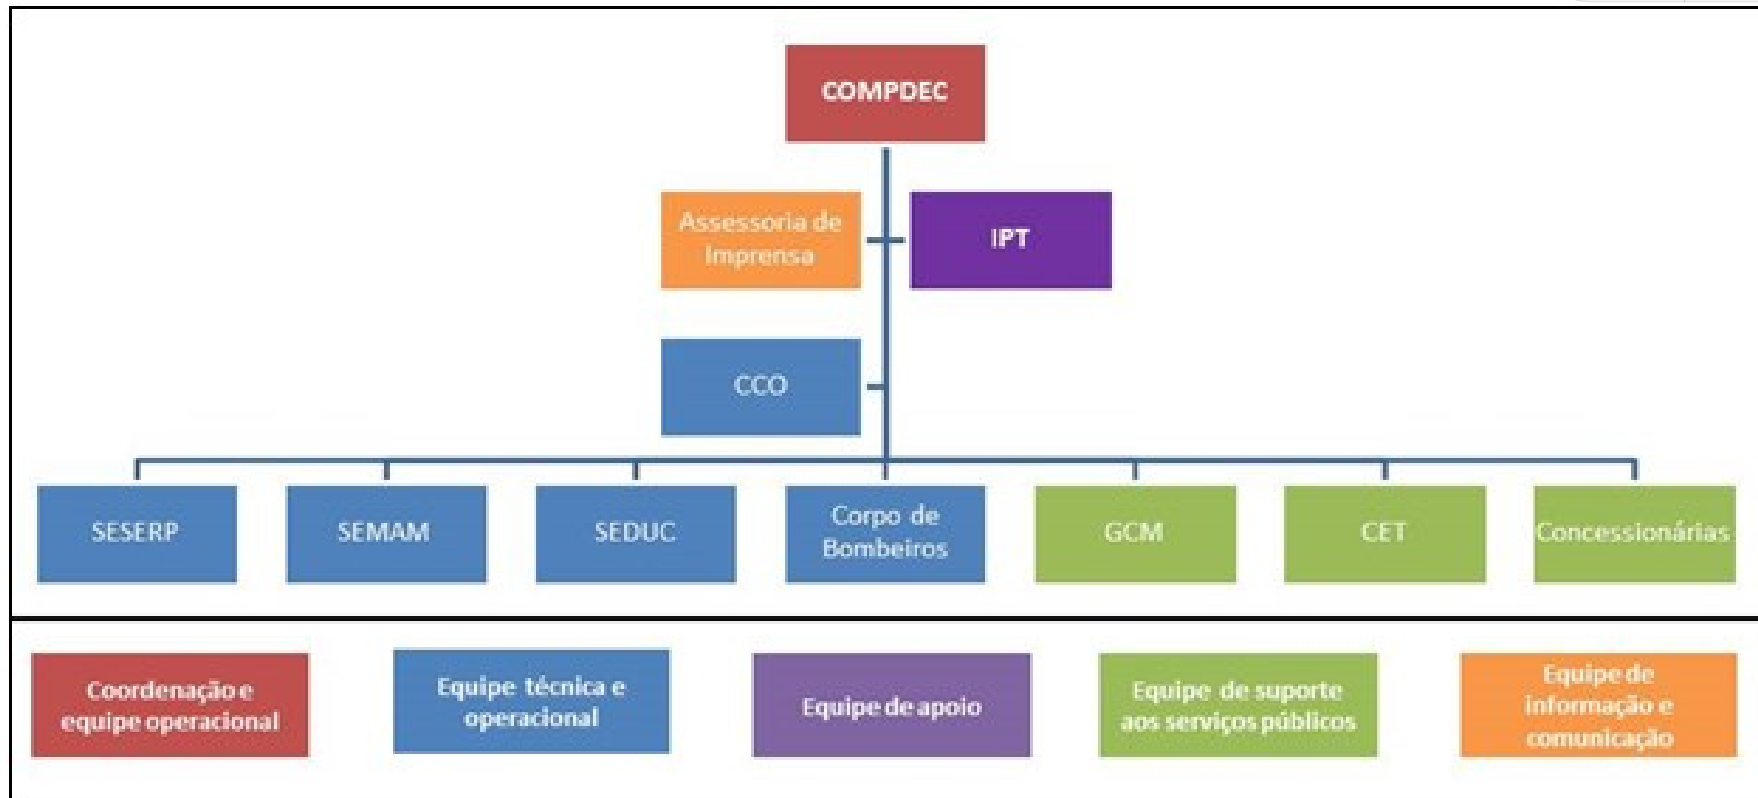 COMPDEC
Assessoria de
Imprensa
IPT
CCO
SESERP
SEMAM
SEDUC
Corpo de
Bombeiros
GCM
CET
Concessionárias
Coordenação e
equipe operacional
Equipe técnica e
operacional
Equipe de apoio
Equipe de suporte
aos serviços públicos
Equipe de
informação e
comunicação